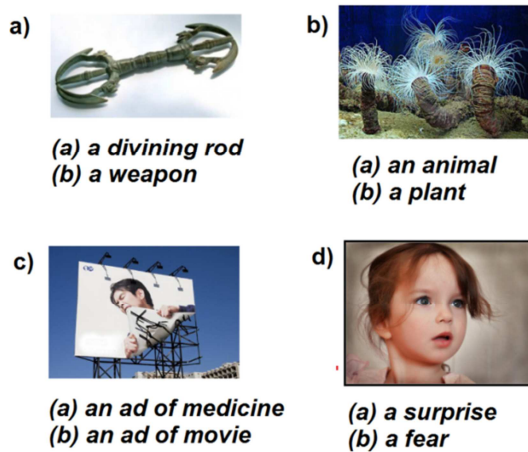 a)
(a) a divining rod
(b) a weapon
b)
(a) an animal
(b) a plant
c)
(a) an ad of medicine
(b) an ad of movie
d)
(a) a surprise
(b) a fear